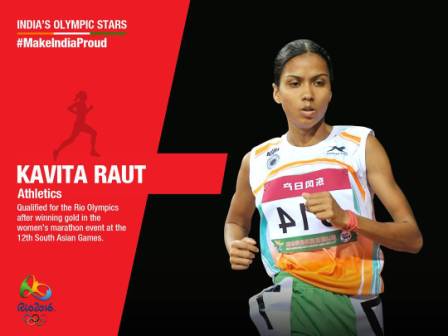 INDIA'S OLYMPIC STARS
#MakeIndiaProud
KAVITA RAUT
Athletics
Qualified for the Rio Olympics
after winning gold in the
women's marathon event at the
12th South Asian Games.
Rio2016
14